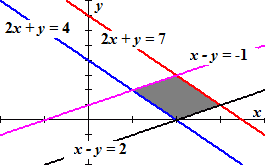 y
2x + y = 4
2x + y = 7
x - y = -1
x
x - y = 2